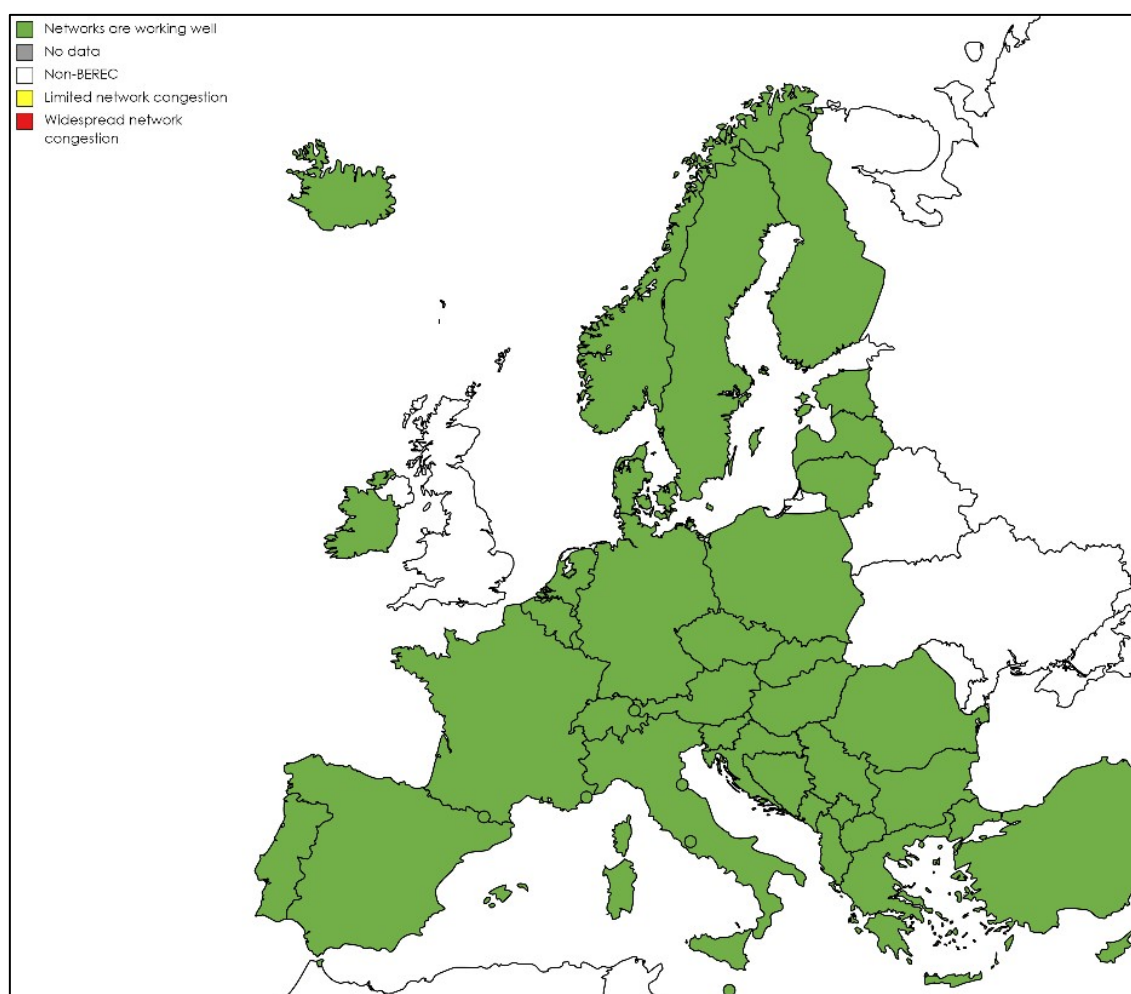 Networks are working well
No data
Non-BEREC
Limited network congestion
Widespread network
congestion